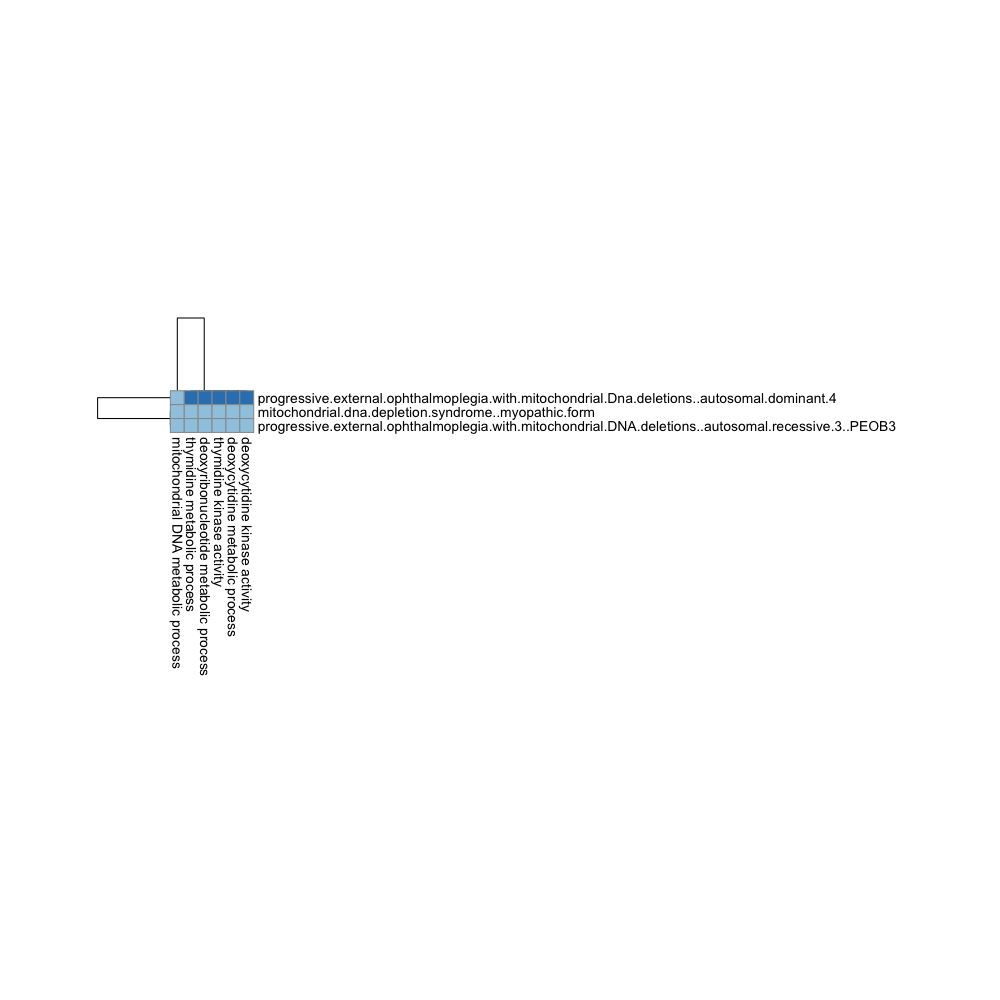 progressive.external.ophthalmoplegia.with.mitochondrial.Dna.deletions..autosomal.dominant.4
mitochondrial.dna.depletion.syndrome..myopathic.form
progressive.external.ophthalmoplegia.with.mitochondrial.DNA.deletions..autosomal.recessive.3..PEOB3
mitochondrial DNA metabolic process
thymidine metabolic process
deoxyribonucleotide metabolic process
thymidine kinase activity
deoxycytidine metabolic process
deoxycytidine kinase activity